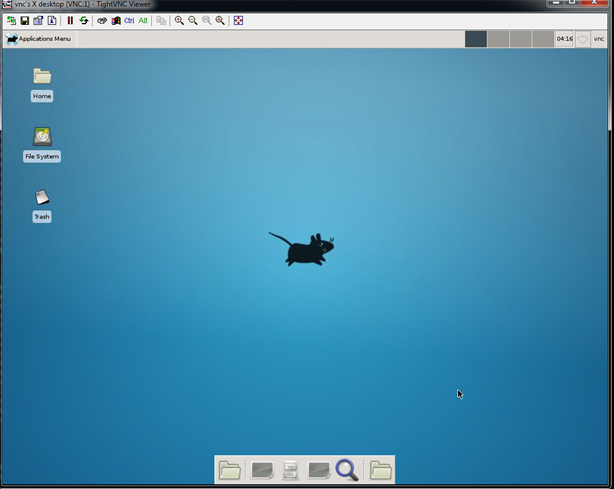 vnc's X desktop (VNC:1) - TightVNC Viewer
Ctrl Alt
Applications Menu
04:16
vnc
Home
File System
Trash